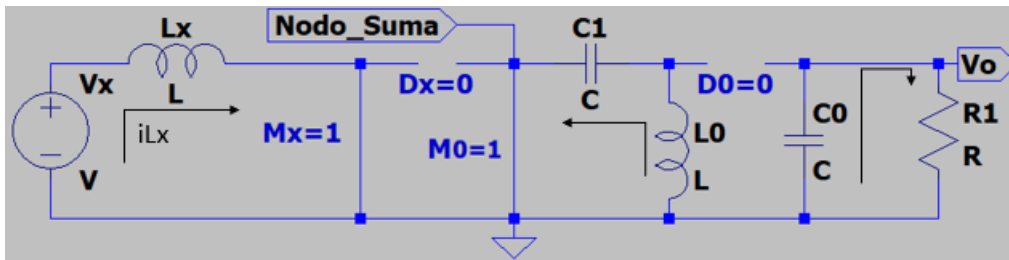 Nodo_Suma
Lx
C1
Vx
L
Dx=0
C
D0=0
Vo
iLx
Mx=1
M0=1
L0
C0
R1
V
L
C
R